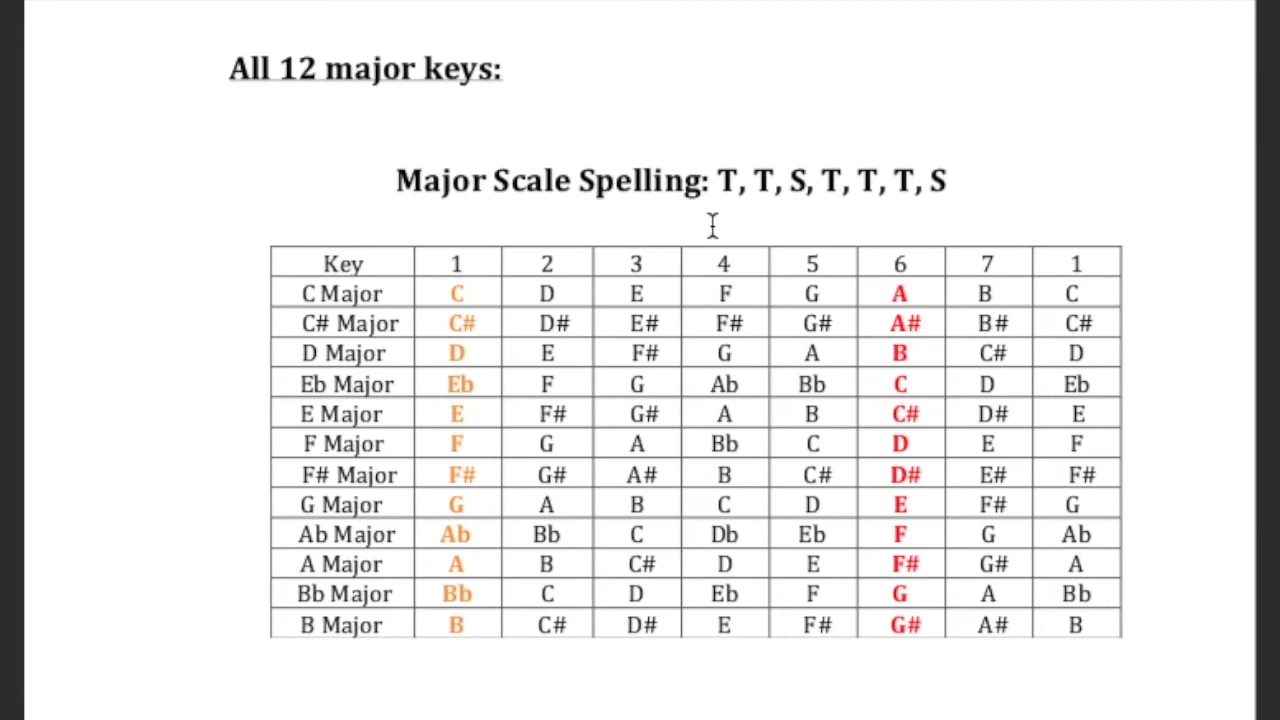 All 12 major keys:
Major Scale Spelling: T, T, S, T, T, T, S
Key 1 2 3 4 5 6 7 1
C Major C D E F G A B C
C# Major C# D# E# F# G# A# B# C#
D Major D E F# G A B C# D
Eb Major Eb F G Ab Bb C D Eb
E Major E F# G# A B C# D# E
F Major F G A Bb C D E F
F# Major F# G# A# B C# D# E# F#
G Major G A B C D E F# G
Ab Major Ab Bb C Db Eb F G Ab
A Major A B C# D E F# G# A
Bb Major Bb C D Eb F G A Bb
B Major B C# D# E F# G# A# B